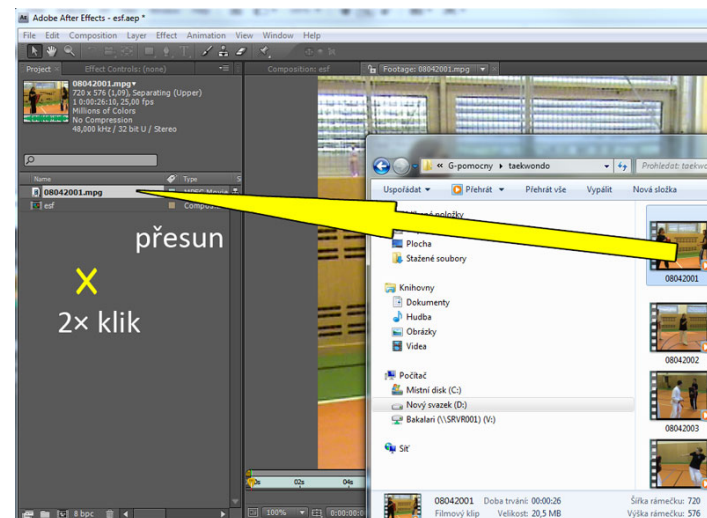 Adobe After Effects - esf.aep *
File Edit Composition Layer Effect Animation View Window Help
Project Effect Controls: (none) Composition: esf Footage: 08042001.mpg
08042001.mpg
720 x 576 (1,09), Separating (Upper)
1 0:00:26:10, 25,00 fps
Millions of Colors
No Compression
48,000 kHz / 32 bit U / Stereo
Name Type S
08042001.mpg MPEG Movie
esf
přesun
X
2× klik
« G-pomocny taekwondo Prohledat: taekwo
Uspořádat Přehrát Přehrát vše Vypálit Nová složka
Plocha
Stažené soubory
Knihovny
Dokumenty
Hudba
Obrázky
Videa
Počítač
Místní disk (C:)
Nový svazek (D:)
Bakalari (\\SRVR001) (V:)
Síť
08042001
08042002
08042003
02s 04s
8 bpc
100% 0:00:00:0
08042001 Doba trvání: 00:00:26 Šířka rámečku: 720
Filmový klip Velikost: 20,5 MB Výška rámečku: 576